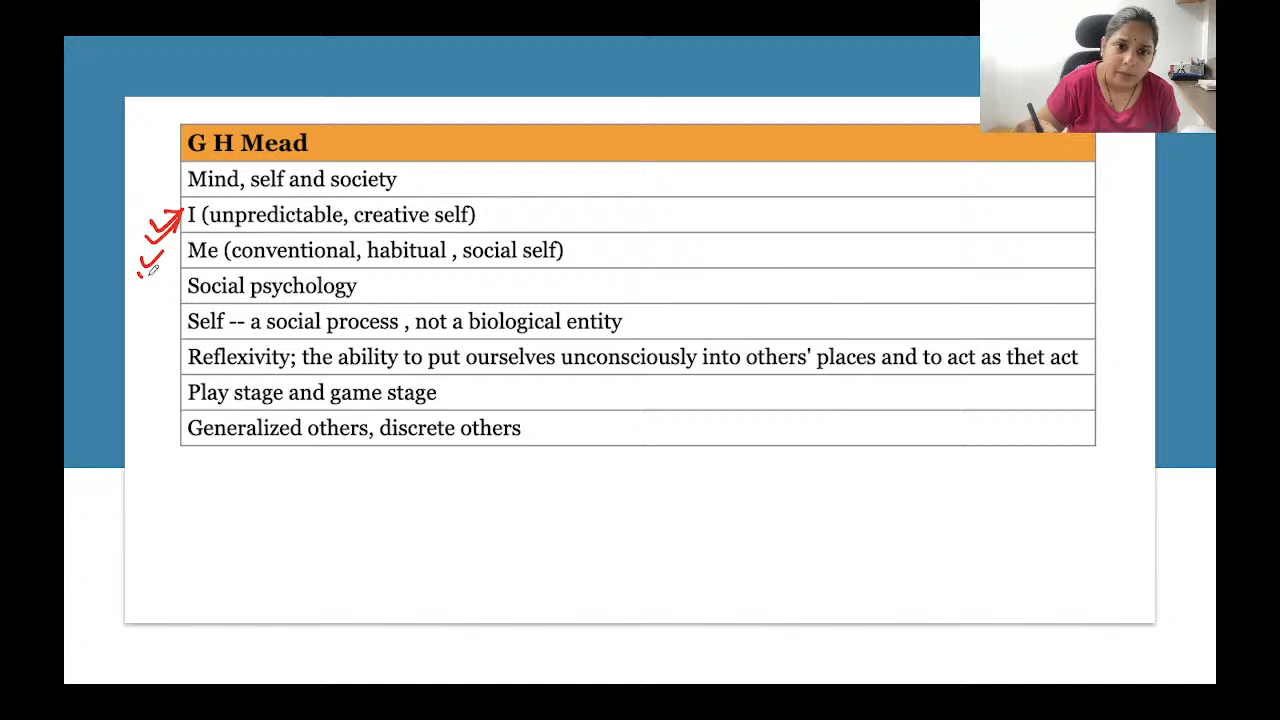 G H Mead
Mind, self and society
I (unpredictable, creative self)
Me (conventional, habitual , social self)
Social psychology
Self -- a social process , not a biological entity
Reflexivity; the ability to put ourselves unconsciously into others' places and to act as thet act
Play stage and game stage
Generalized others, discrete others